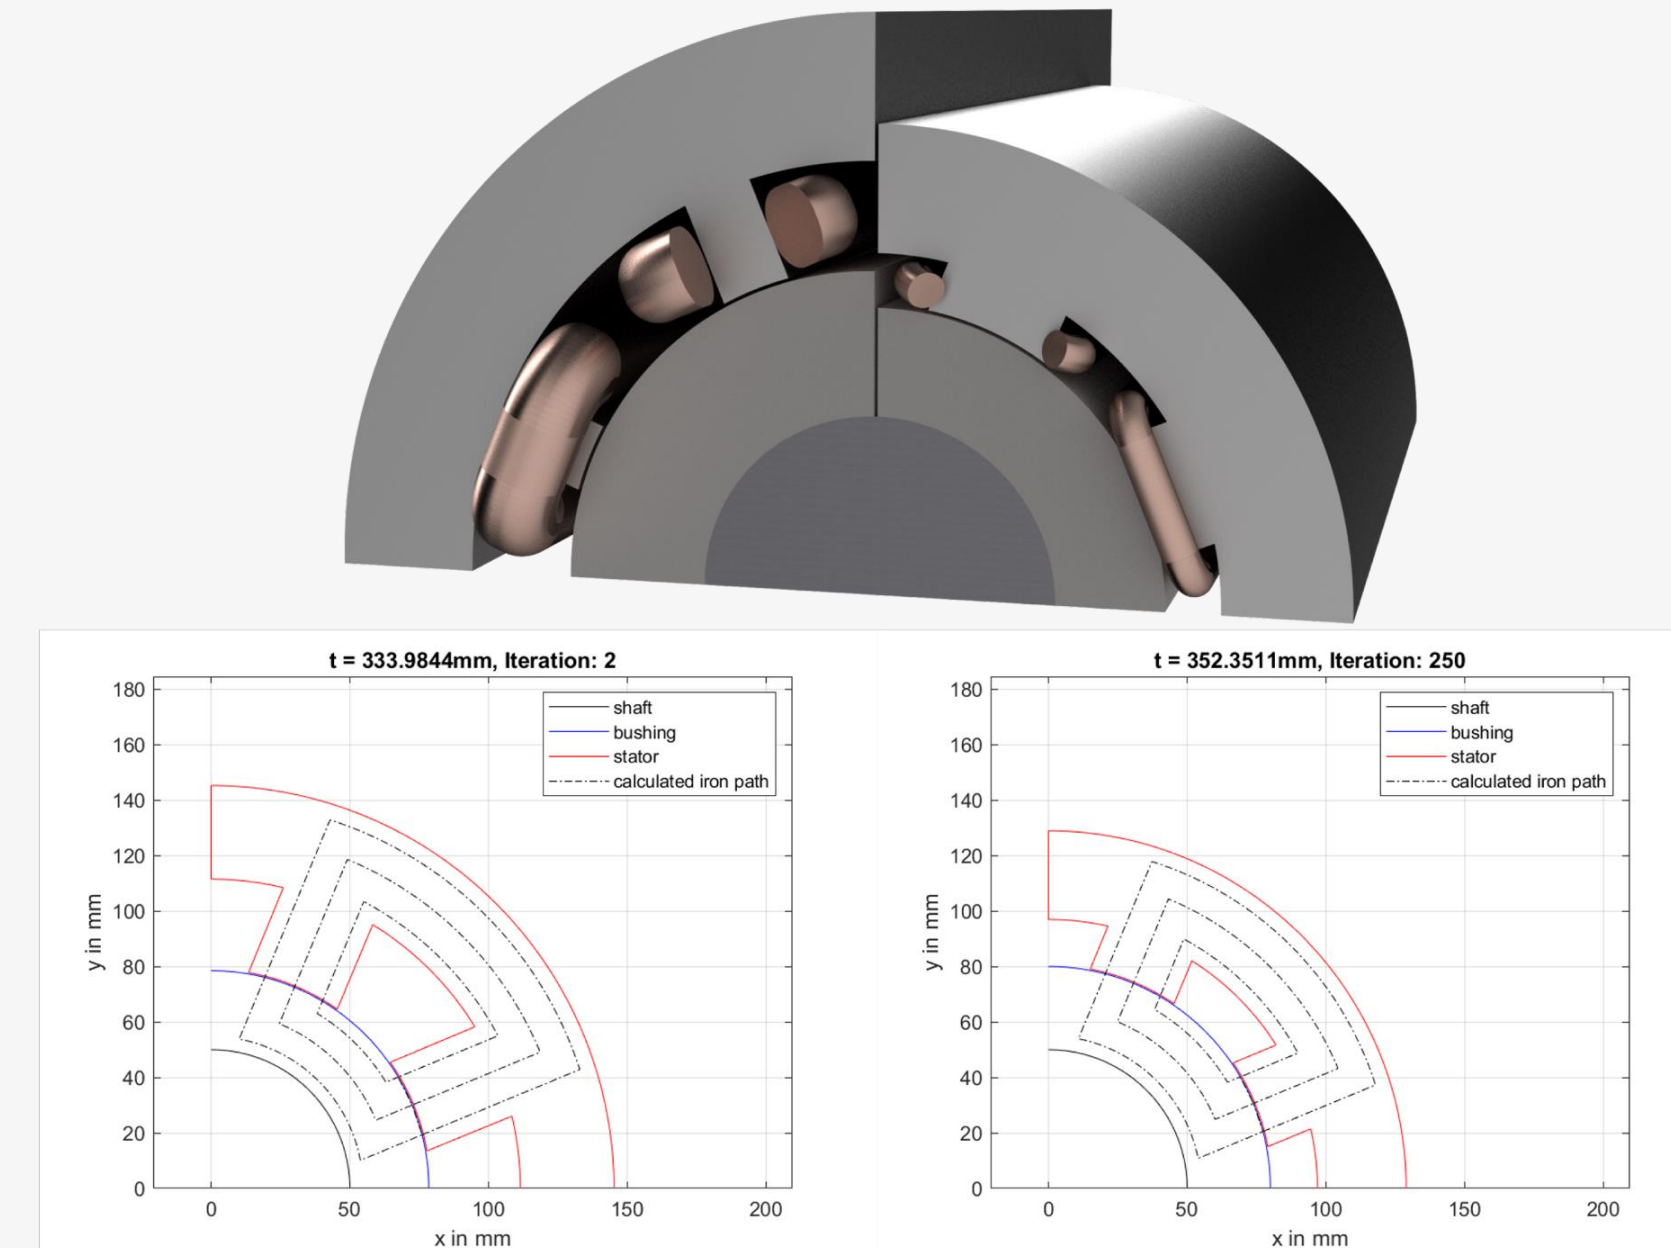 t = 333.9844mm, Iteration: 2
180
160
140
120
100
80
60
40
20
0
y in mm
0
50
100
150
200
x in mm
shaft
bushing
stator
calculated iron path
t = 352.3511mm, Iteration: 250
180
160
140
120
100
80
60
40
20
0
y in mm
0
50
100
150
200
x in mm
shaft
bushing
stator
calculated iron path